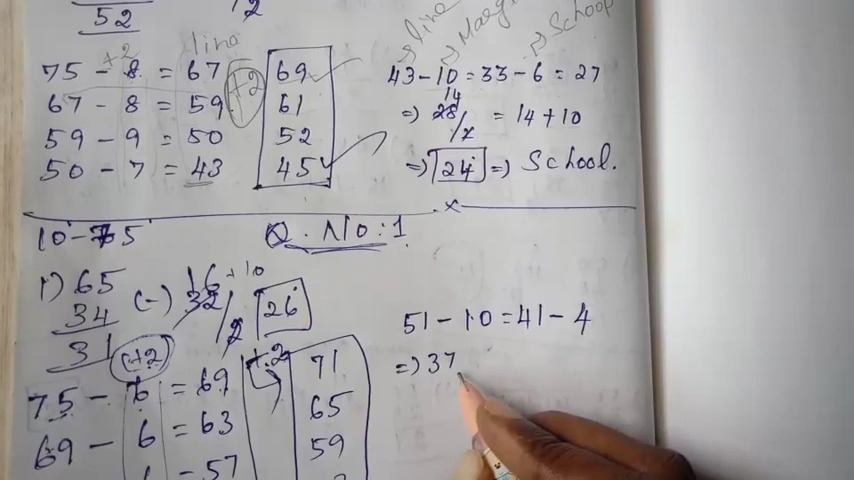 52
/2
+2
line
75 - 8 = 67
67 - 8 = 59
59 - 9 = 50
50 - 7 = 43
+2
69
61
52
45
line
School
43-10=33-6=27
14
=> 28/2 = 14+10
=> 24 => School.
x
10-75
Q. No:1
1) 65
34
31
(-) 32/2
16+10
26
(+2)
75 - 6 = 69
69 - 6 = 63
= 57
+2
71
65
59
51-10=41-4
=> 37